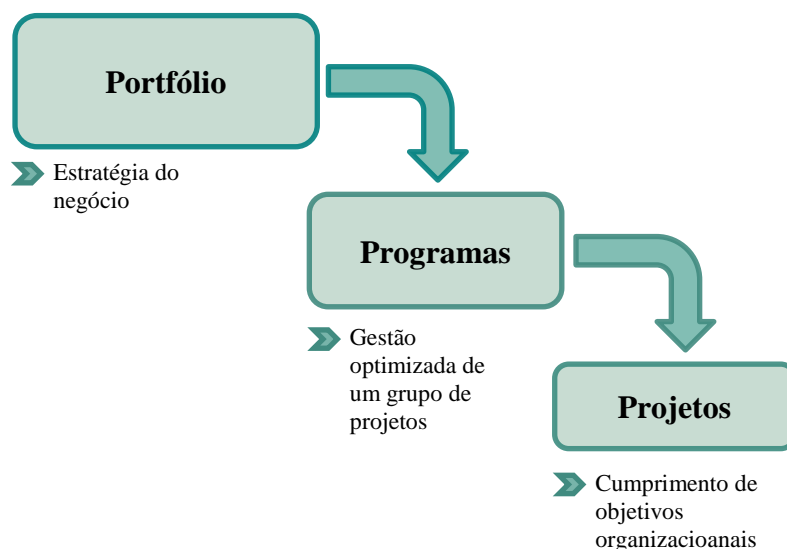 Portfólio
Estratégia do
negócio
Programas
Gestão
optimizada de
um grupo de
projetos
Projetos
Cumprimento de
objetivos
organizacioanais